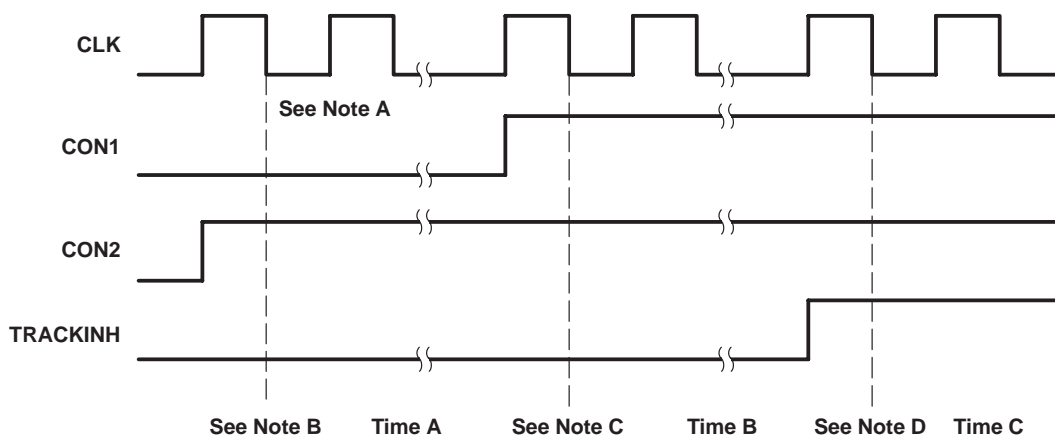 CLK
See Note A
CON1
CON2
TRACKINH
See Note B Time A See Note C Time B See Note D Time C